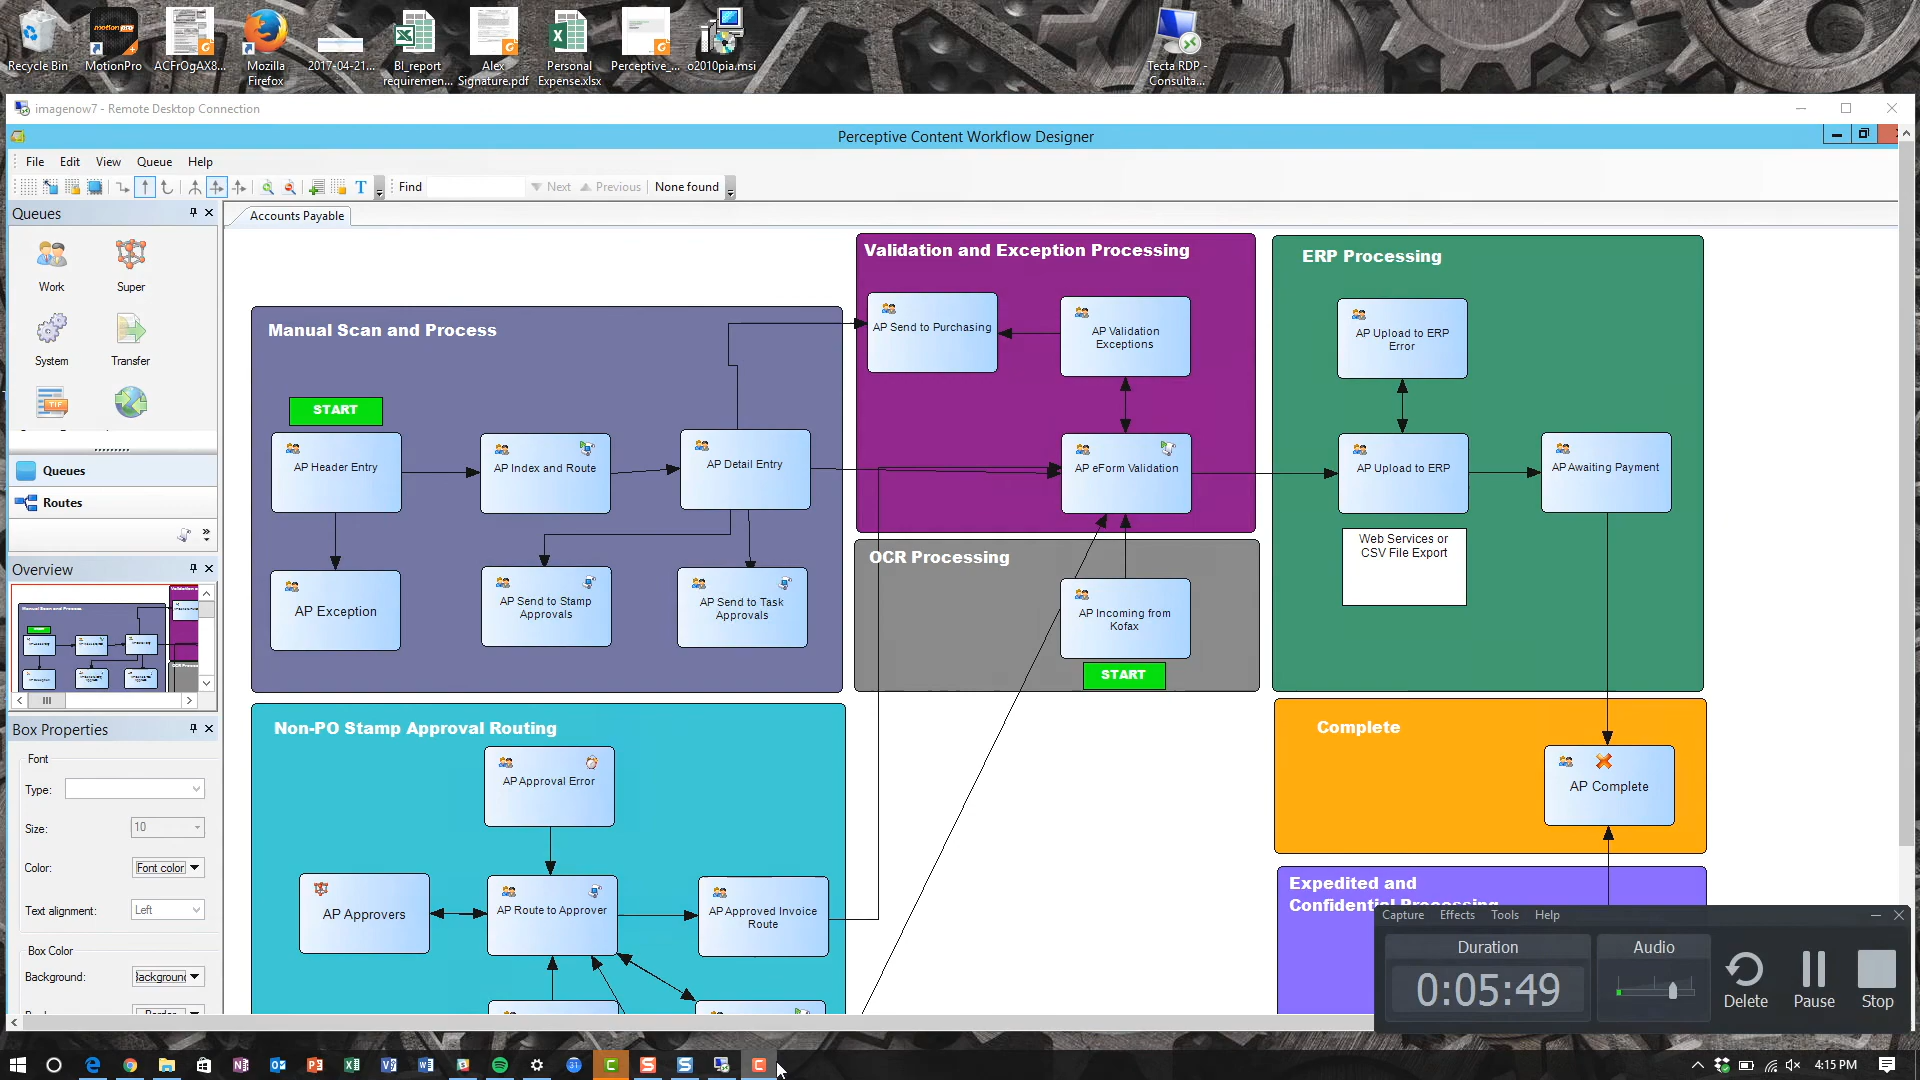 Recycle Bin
MotionPro
ACFrOgAX8...
Mozilla
Firefox
2017-04-21...
BI_report
requiremen...
Alex
Signature.pdf
Personal
Expense.xlsx
Perceptive_...
o2010pia.msi
Tecta RDP -
Consulta...
imagenow7 - Remote Desktop Connection
Perceptive Content Workflow Designer
File Edit View Queue Help
Find Next Previous None found
Queues
Accounts Payable
Work Super
System Transfer
Queues
Routes
Overview
Box Properties
Font
Type:
Size: 10
Color: Font color
Text alignment: Left
Box Color
Background:
Manual Scan and Process
START
AP Header Entry
AP Index and Route
AP Detail Entry
AP Exception
AP Send to Stamp
Approvals
AP Send to Task
Approvals
Validation and Exception Processing
AP Send to Purchasing
AP Validation
Exceptions
AP eForm Validation
OCR Processing
AP Incoming from
Kofax
START
ERP Processing
AP Upload to ERP
Error
AP Upload to ERP
AP Awaiting Payment
Web Services or
CSV File Export
Non-PO Stamp Approval Routing
AP Approval Error
AP Approvers
AP Route to Approver
AP Approved Invoice
Route
Complete
AP Complete
Expedited and
Confidential Processing
Capture Effects Tools Help
Duration
0:05:49
Audio
Delete
Pause
Stop
4:15 PM